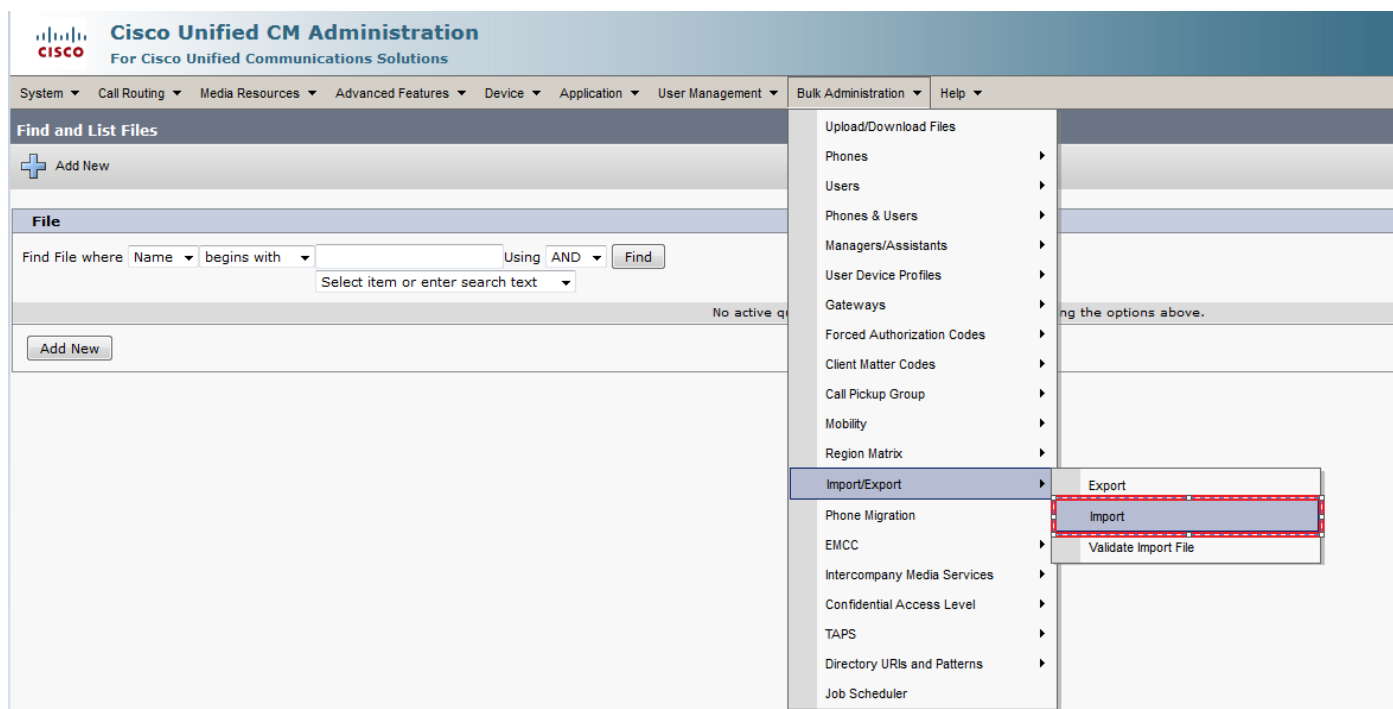 CISCO
Cisco Unified CM Administration
For Cisco Unified Communications Solutions
System Call Routing Media Resources Advanced Features Device Application User Management Bulk Administration Help
Find and List Files
Add New
File
Find File where Name begins with Using AND Find
Select item or enter search text
No active q
ng the options above.
Add New
Upload/Download Files
Phones
Users
Phones & Users
Managers/Assistants
User Device Profiles
Gateways
Forced Authorization Codes
Client Matter Codes
Call Pickup Group
Mobility
Region Matrix
Import/Export
Phone Migration
EMCC
Intercompany Media Services
Confidential Access Level
TAPS
Directory URIs and Patterns
Job Scheduler
Export
Import
Validate Import File